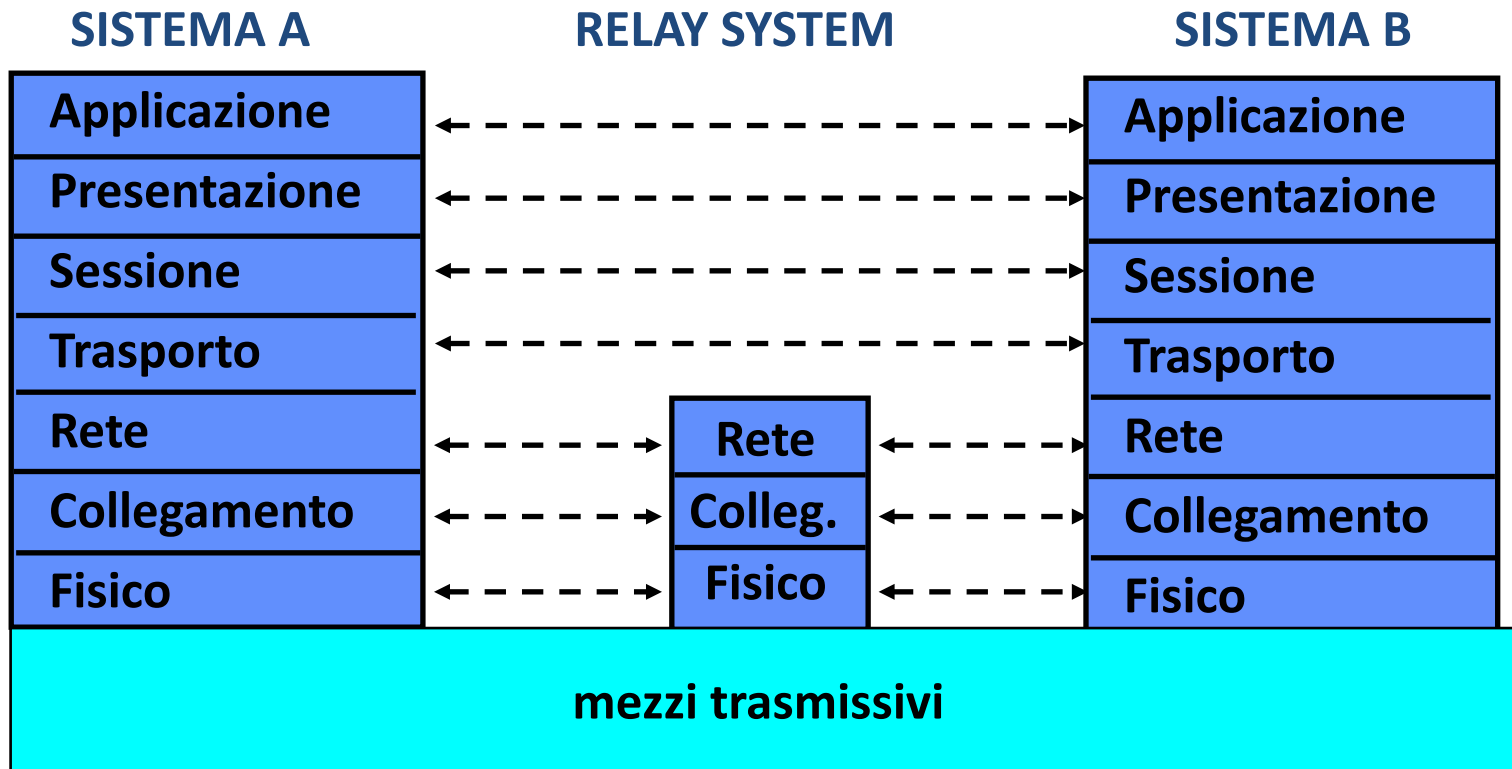 SISTEMA A
RELAY SYSTEM
SISTEMA B
Applicazione
Presentazione
Sessione
Trasporto
Rete
Collegamento
Fisico
Rete
Colleg.
Fisico
Applicazione
Presentazione
Sessione
Trasporto
Rete
Collegamento
Fisico
mezzi trasmissivi